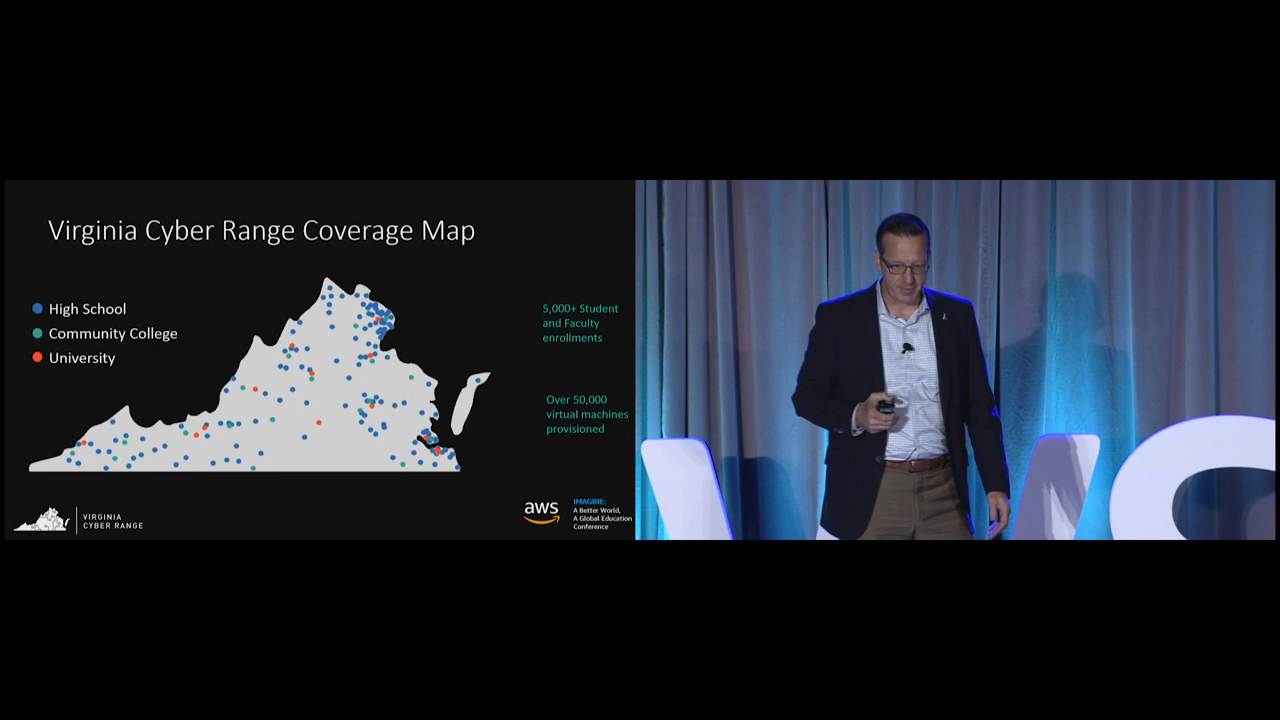 Virginia Cyber Range Coverage Map
High School
Community College
University
5,000+ Student
and Faculty
enrollments
Over 50,000
virtual machines
provisioned
VIRGINIA
CYBER RANGE
aws
IMAGINE:
A Better World,
A Global Education
Conference